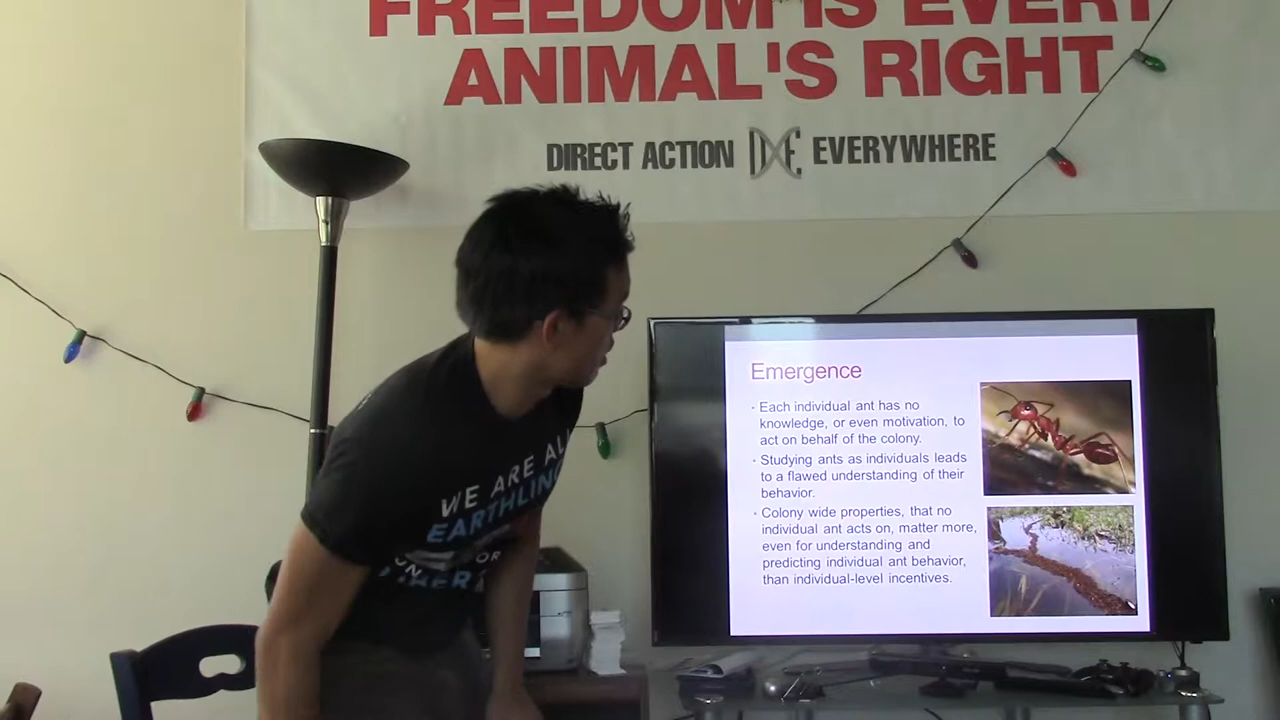 FREEDOM IS EVERY
ANIMAL'S RIGHT
DIRECT ACTION DXE EVERYWHERE
WE ARE ALL
EARTHLING
Emergence
· Each individual ant has no
knowledge, or even motivation, to
act on behalf of the colony.
· Studying ants as individuals leads
to a flawed understanding of their
behavior.
· Colony wide properties, that no
individual ant acts on, matter more,
even for understanding and
predicting individual ant behavior,
than individual-level incentives.